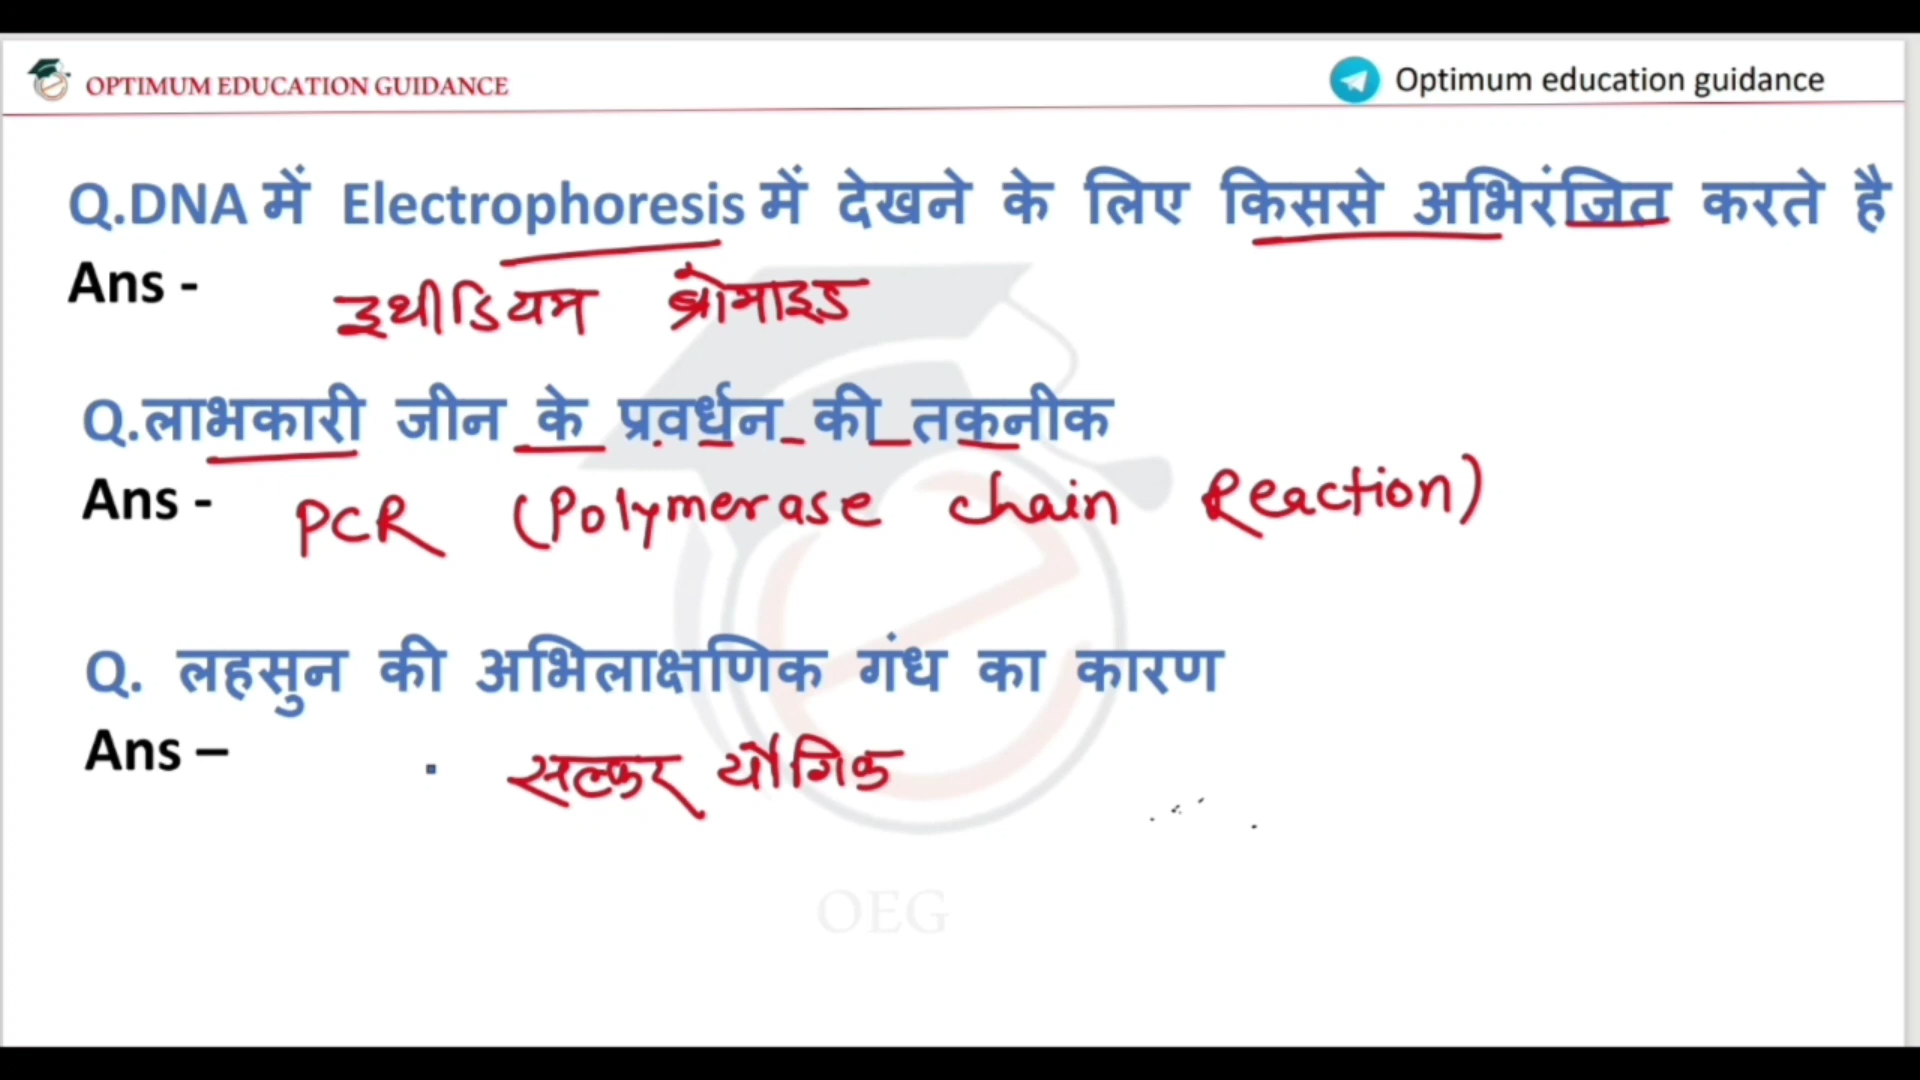 OPTIMUM EDUCATION GUIDANCE
Optimum education guidance
Q.DNA में Electrophoresis में देखने के लिए किससे अभिरंजित करते है
Ans - इथीडियम ब्रोमाइड
Q.लाभकारी जीन के प्रवर्धन की तकनीक
Ans - PCR (Polymerase chain Reaction)
Q. लहसुन की अभिलाक्षणिक गंध का कारण
Ans – सल्फर यौगिक
OEG